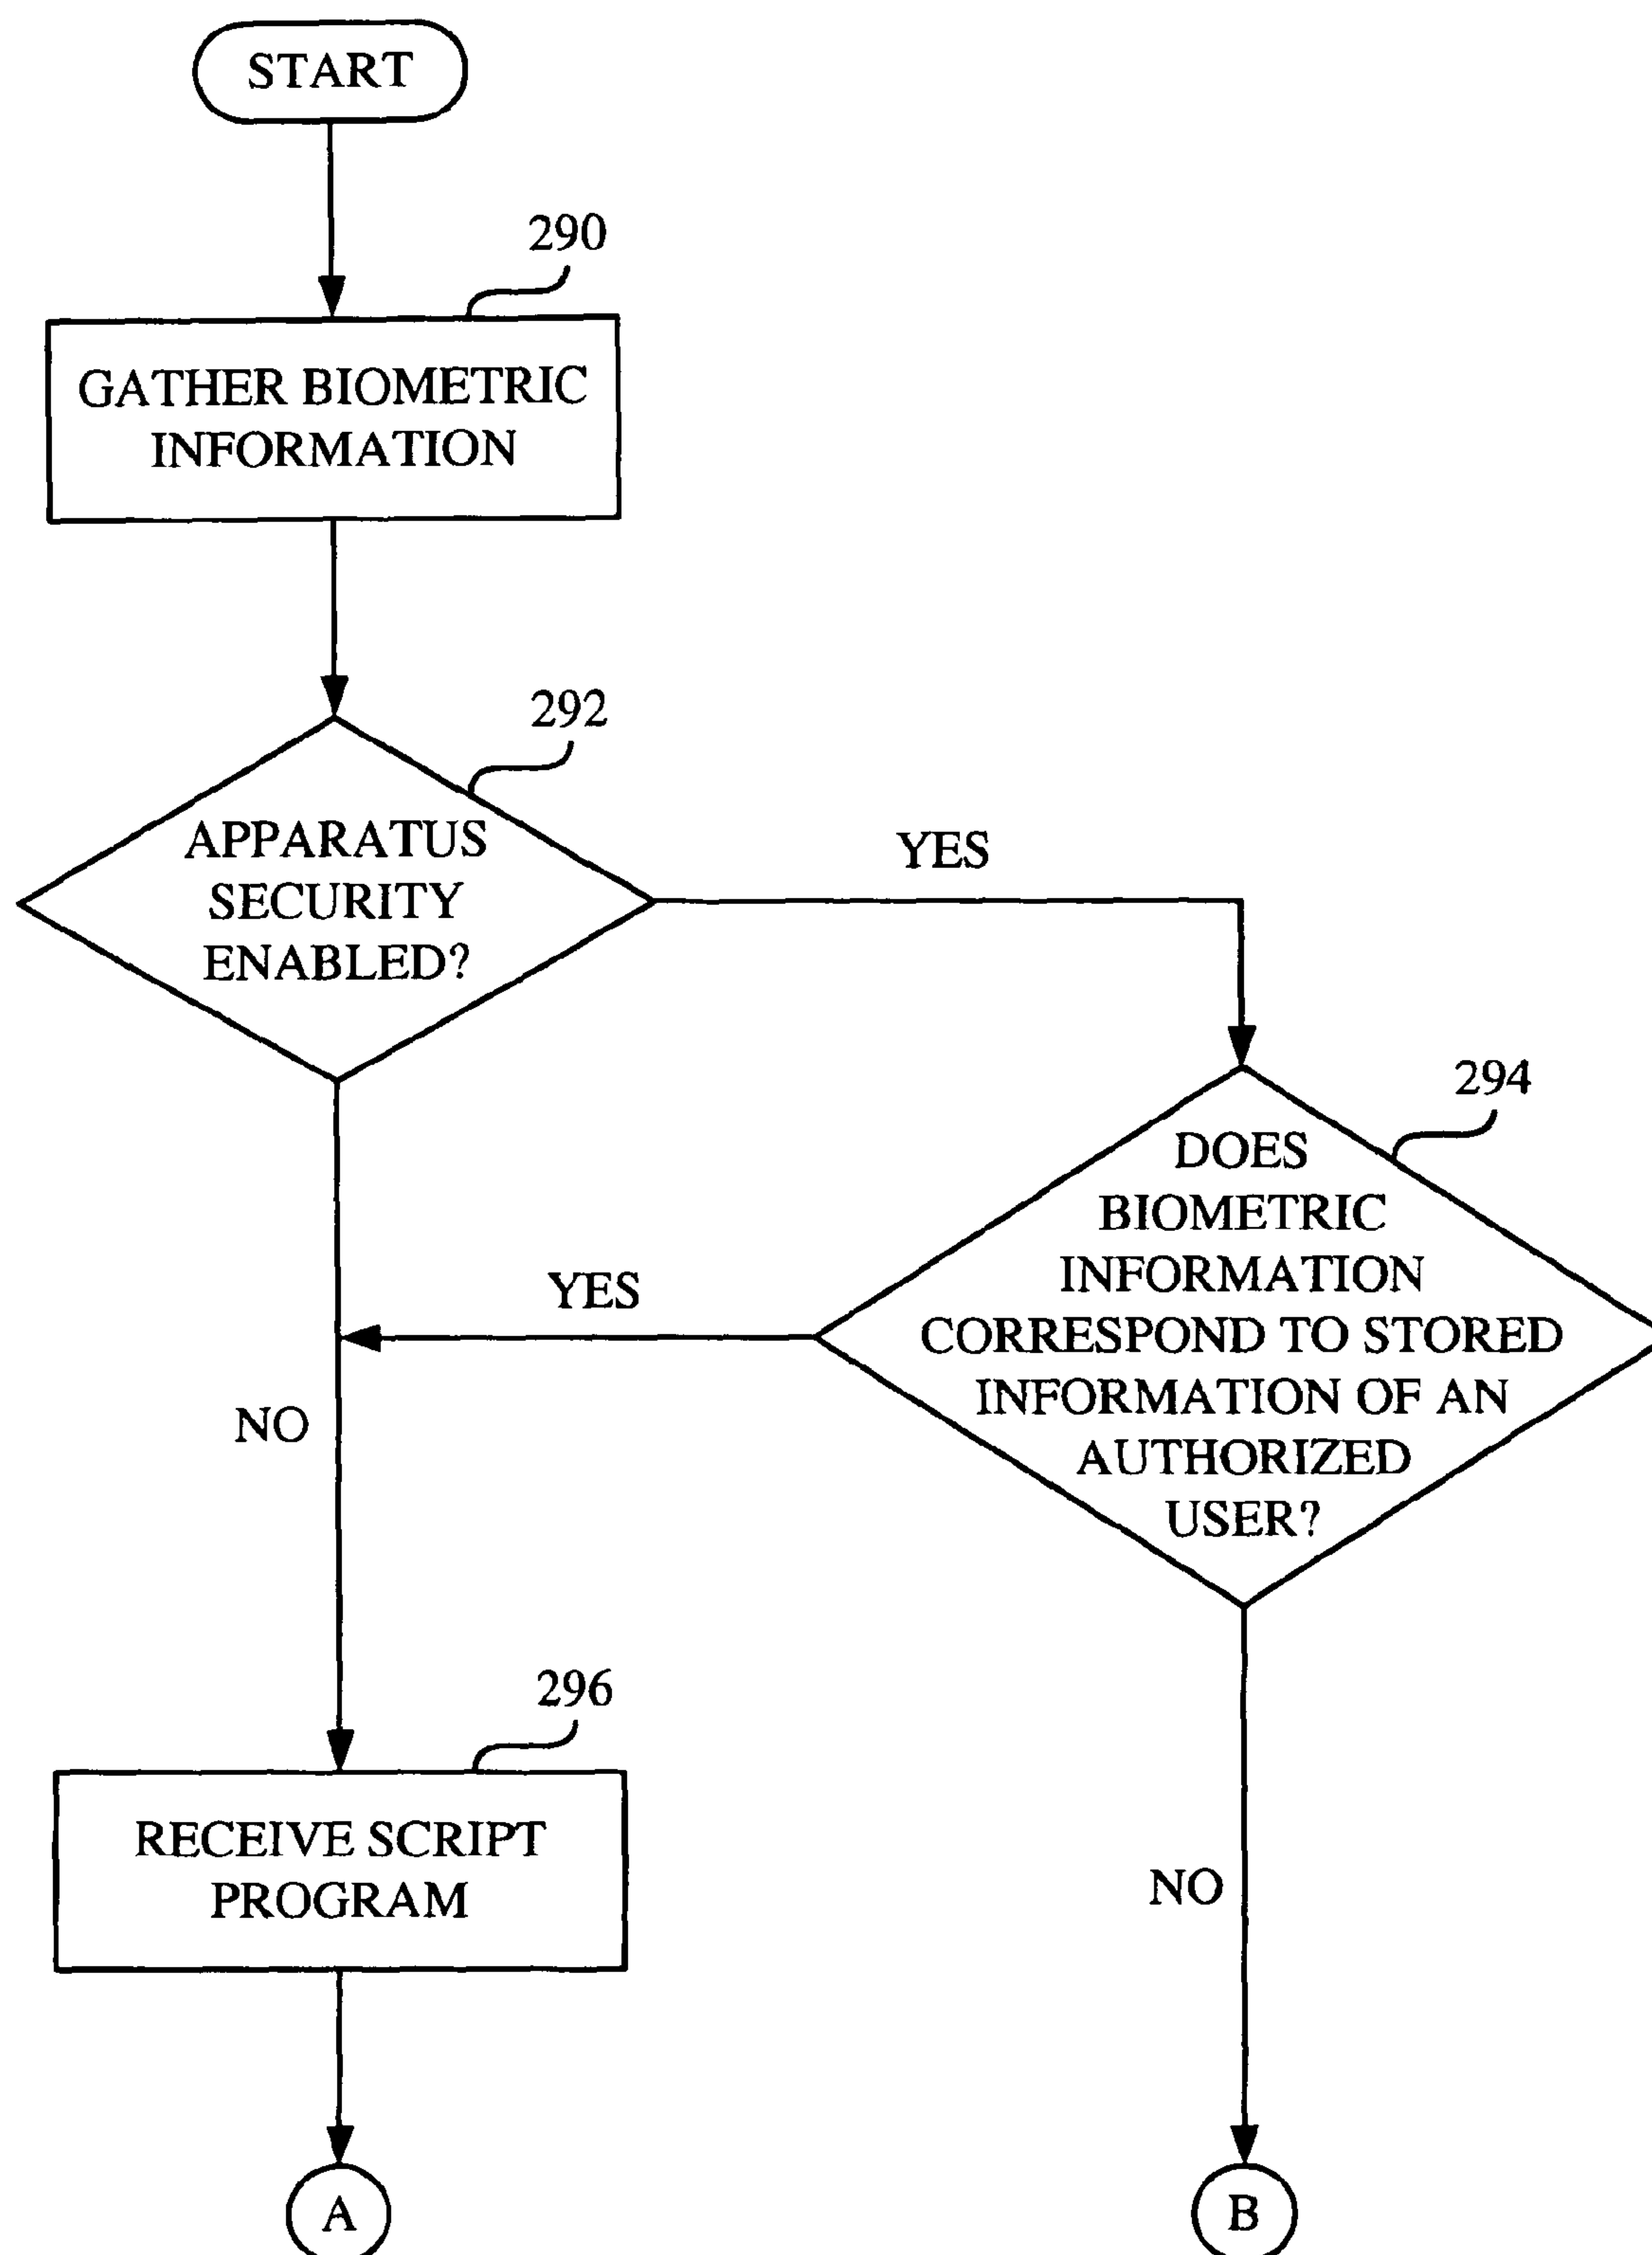 START
290
GATHER BIOMETRIC
INFORMATION
292
APPARATUS
SECURITY
ENABLED?
YES
294
DOES
BIOMETRIC
INFORMATION
CORRESPOND TO STORED
INFORMATION OF AN
AUTHORIZED
USER?
YES
NO
296
RECEIVE SCRIPT
PROGRAM
NO
A
B